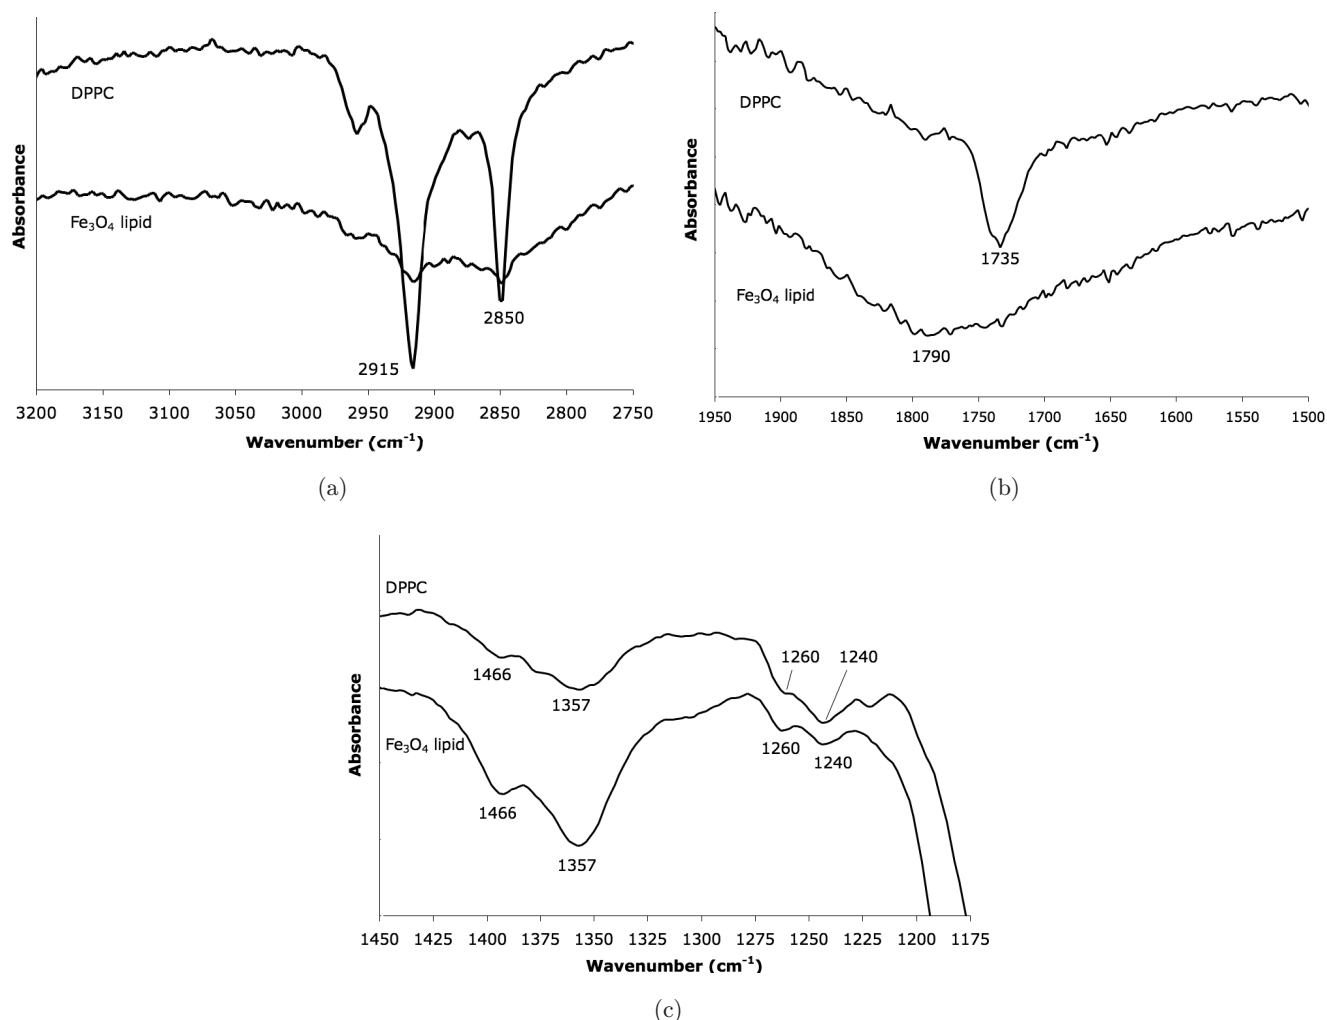 DPPC
Fe₃O₄ lipid
2915
2850
Absorbance
3200 3150 3100 3050 3000 2950 2900 2850 2800 2750
Wavenumber (cm⁻¹)
(a)
DPPC
1735
Fe₃O₄ lipid
1790
Absorbance
1950 1900 1850 1800 1750 1700 1650 1600 1550 1500
Wavenumber (cm⁻¹)
(b)
DPPC
1466
1357
1260 1240
Fe₃O₄ lipid
1260
1240
1466
1357
Absorbance
1450 1425 1400 1375 1350 1325 1300 1275 1250 1225 1200 1175
Wavenumber (cm⁻¹)
(c)